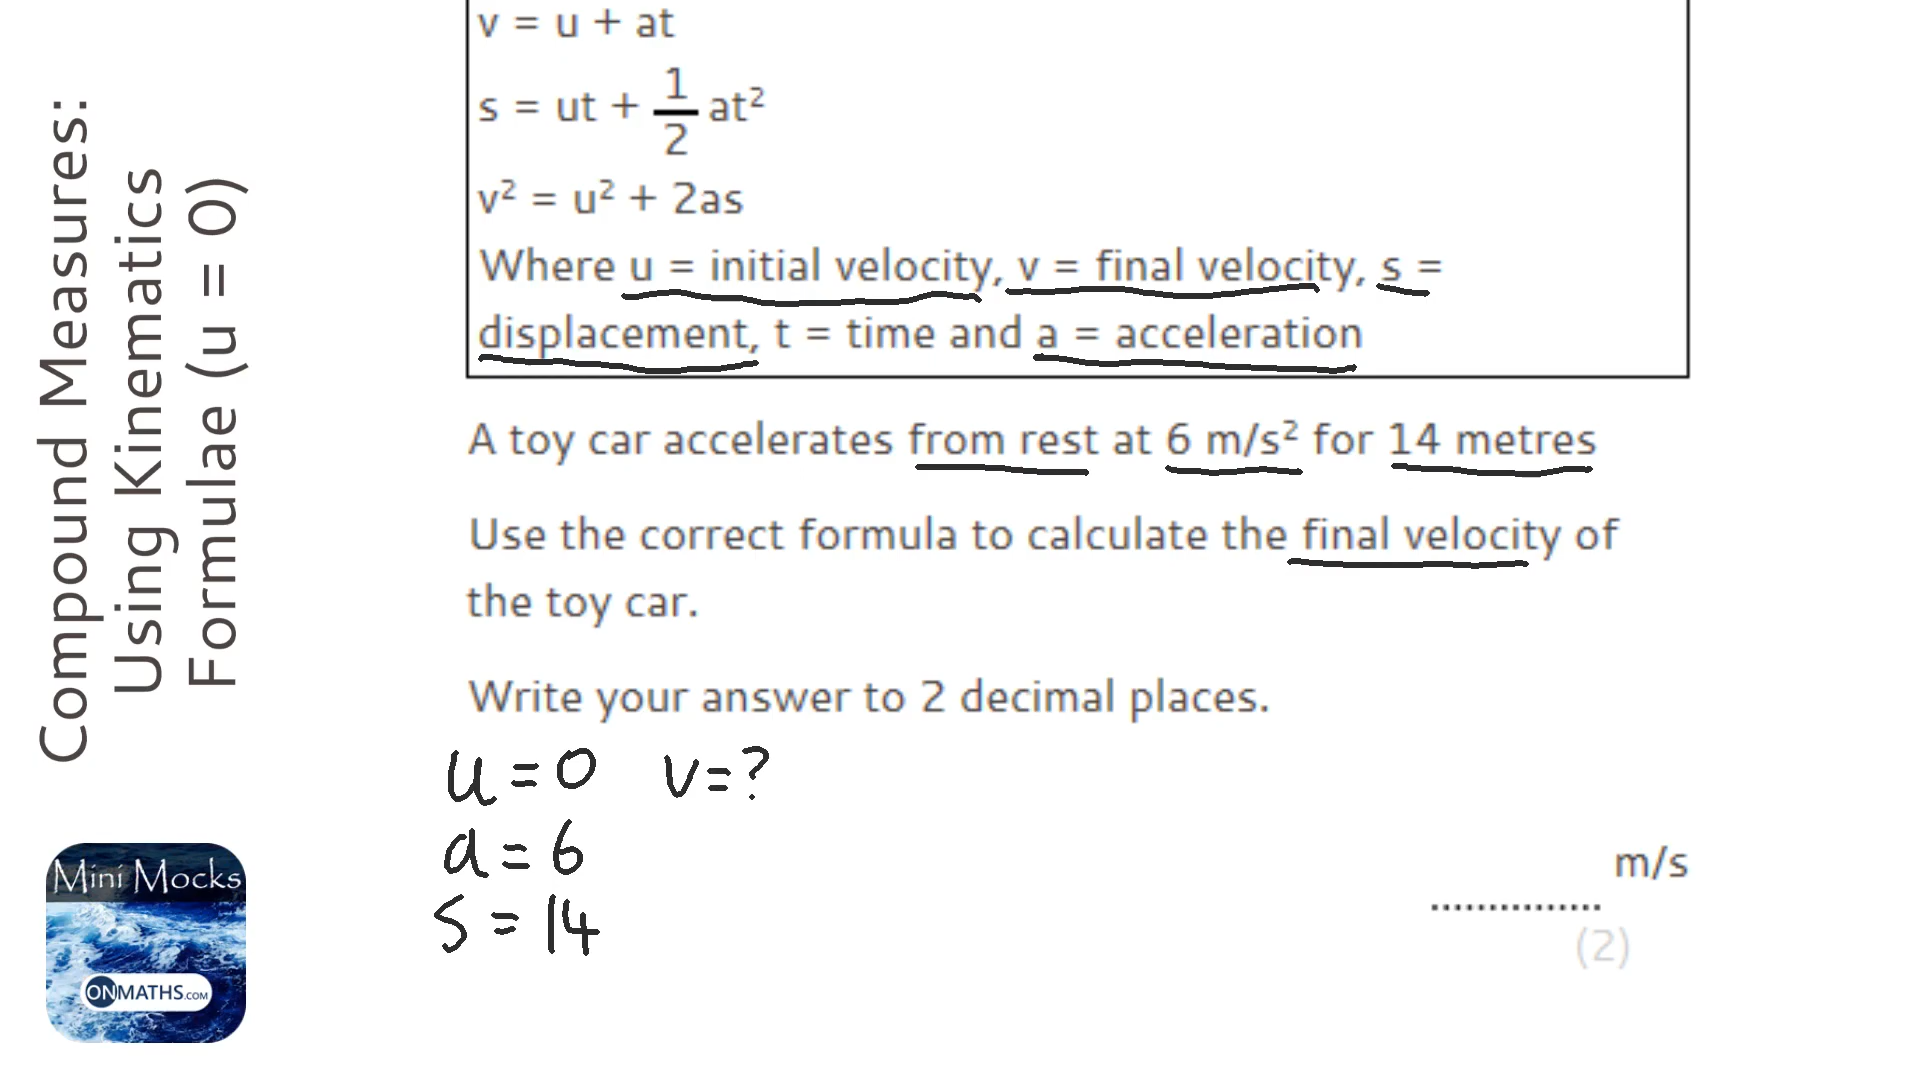 Compound Measures:
Using Kinematics
Formulae (u = 0)
v = u + at
s = ut + 1/2 at²
v² = u² + 2as
Where u = initial velocity, v = final velocity, s =
displacement, t = time and a = acceleration
A toy car accelerates from rest at 6 m/s² for 14 metres
Use the correct formula to calculate the final velocity of
the toy car.
Write your answer to 2 decimal places.
u = 0 v = ?
a = 6
s = 14
............... m/s
(2)
Mini Mocks
ONMATHS.COM